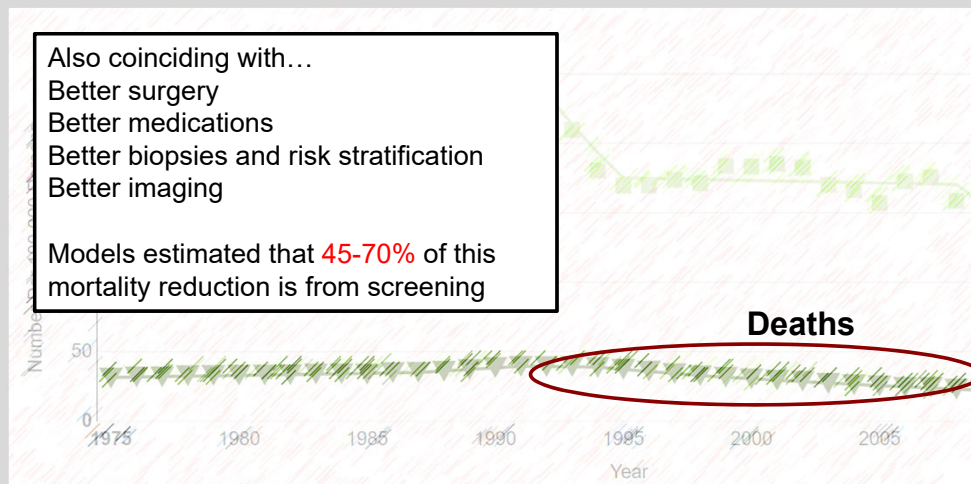 Also coinciding with…
Better surgery
Better medications
Better biopsies and risk stratification
Better imaging
Models estimated that 45-70% of this
mortality reduction is from screening
Deaths
Number
50
0
1975
1980
1985
1990
1995
2000
2005
Year